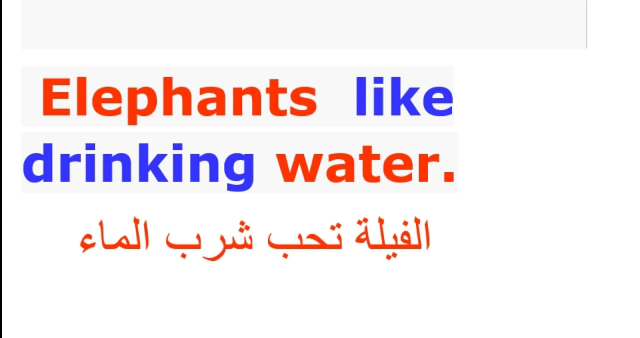 Elephants like
drinking water.
الفيلة تحب شرب الماء